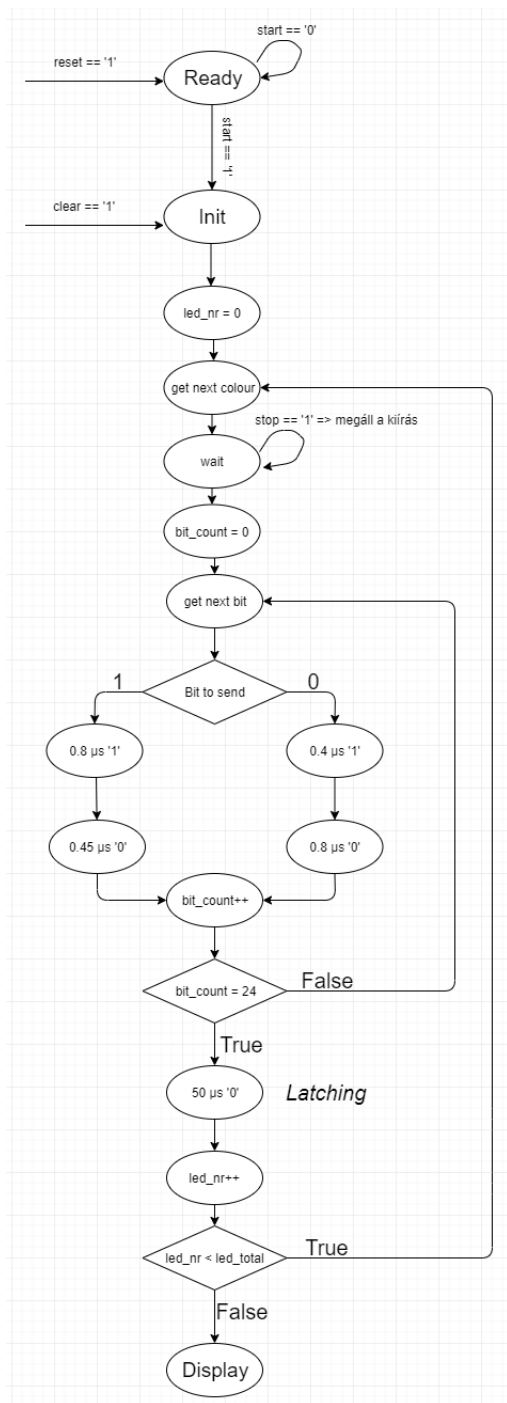 start == '0'
reset == '1'
Ready
start == '1'
clear == '1'
Init
led_nr = 0
get next colour
stop == '1' => megáll a kiírás
wait
bit_count = 0
get next bit
1
Bit to send
0
0.8 µs '1'
0.4 µs '1'
0.45 µs '0'
0.8 µs '0'
bit_count++
bit_count = 24
False
True
50 µs '0'
Latching
led_nr++
led_nr < led_total
True
False
Display